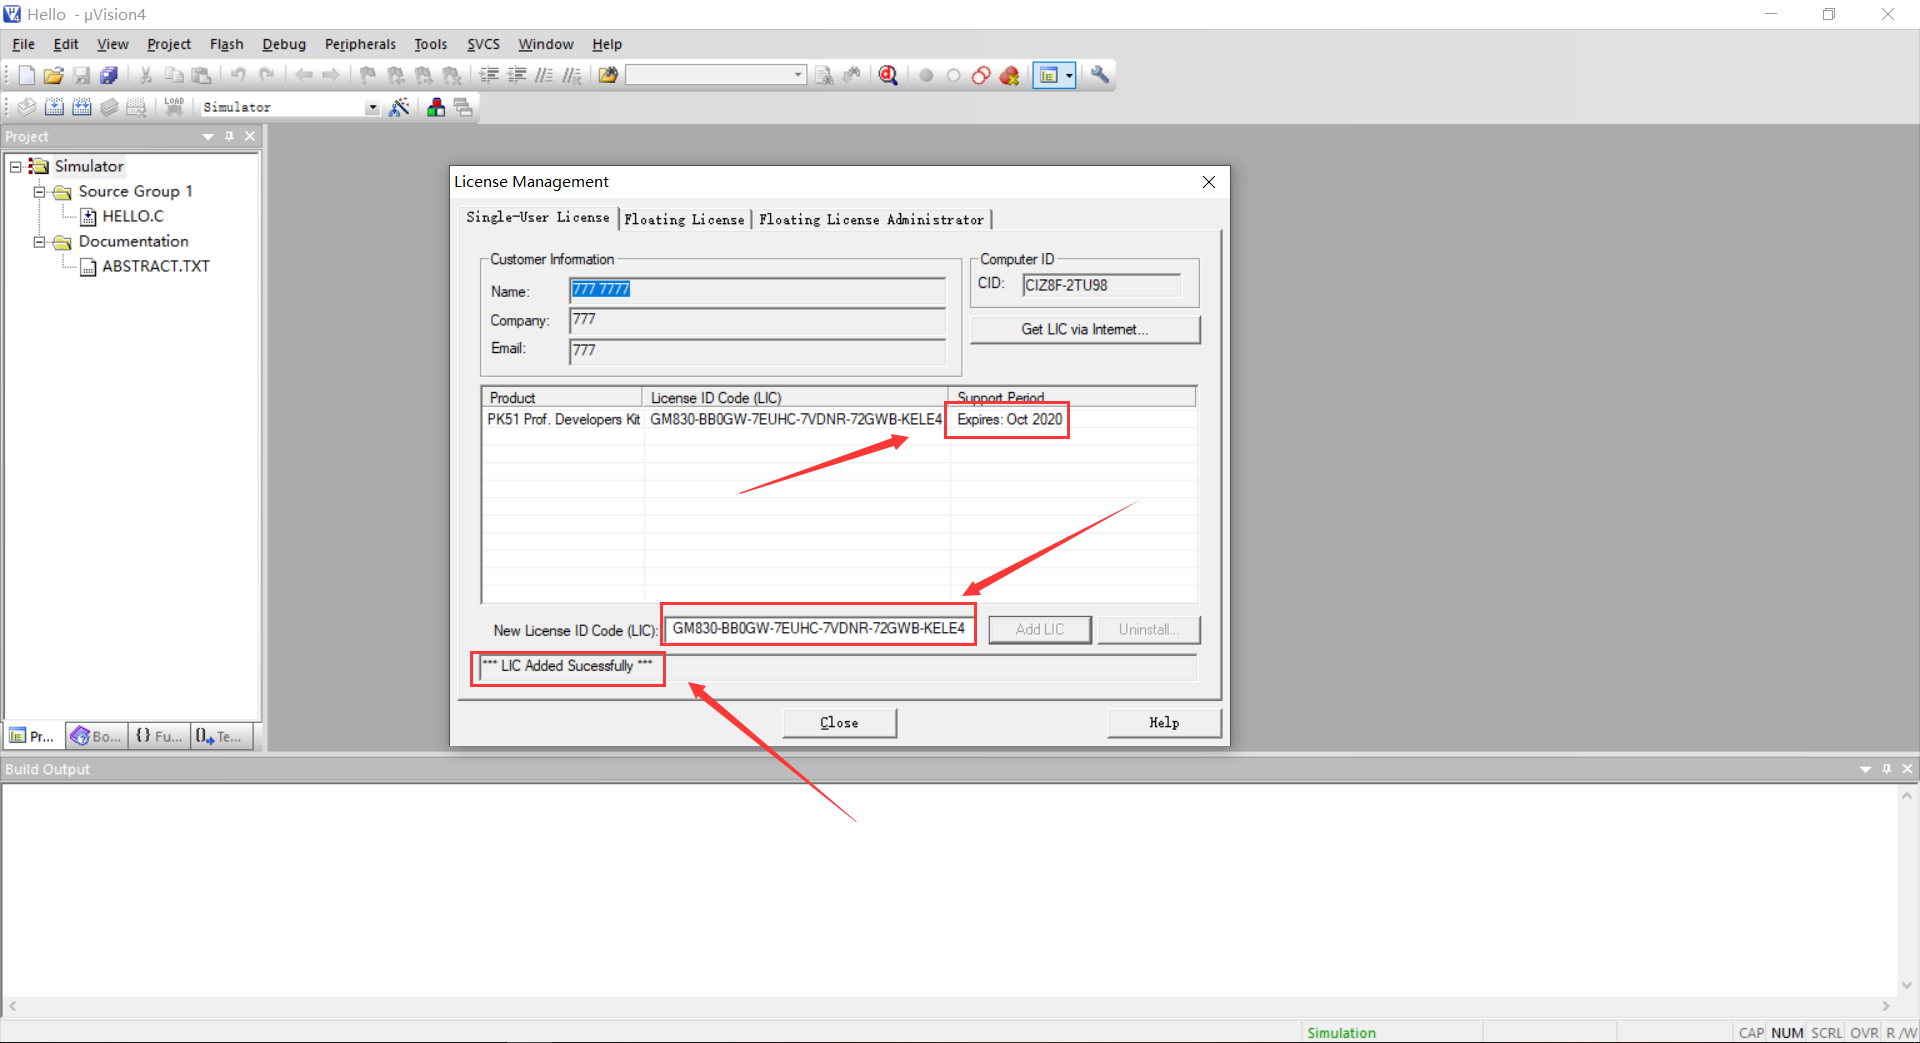 Hello - µVision4
File Edit View Project Flash Debug Peripherals Tools SVCS Window Help
LOAD Simulator
Project
Simulator
Source Group 1
HELLO.C
Documentation
ABSTRACT.TXT
Pr... Bo... {} Fu... Te...
License Management
Single-User License Floating License Floating License Administrator
Customer Information
Name: 777 7777
Company: 777
Email: 777
Computer ID
CID: CIZ8F-2TU98
Get LIC via Internet...
Product License ID Code (LIC) Support Period
PK51 Prof. Developers Kit GM830-BB0GW-7EUHC-7VDNR-72GWB-KELE4 Expires: Oct 2020
New License ID Code (LIC): GM830-BB0GW-7EUHC-7VDNR-72GWB-KELE4 Add LIC Uninstall...
*** LIC Added Sucessfully ***
Close Help
Build Output
Simulation CAP NUM SCRL OVR R/W